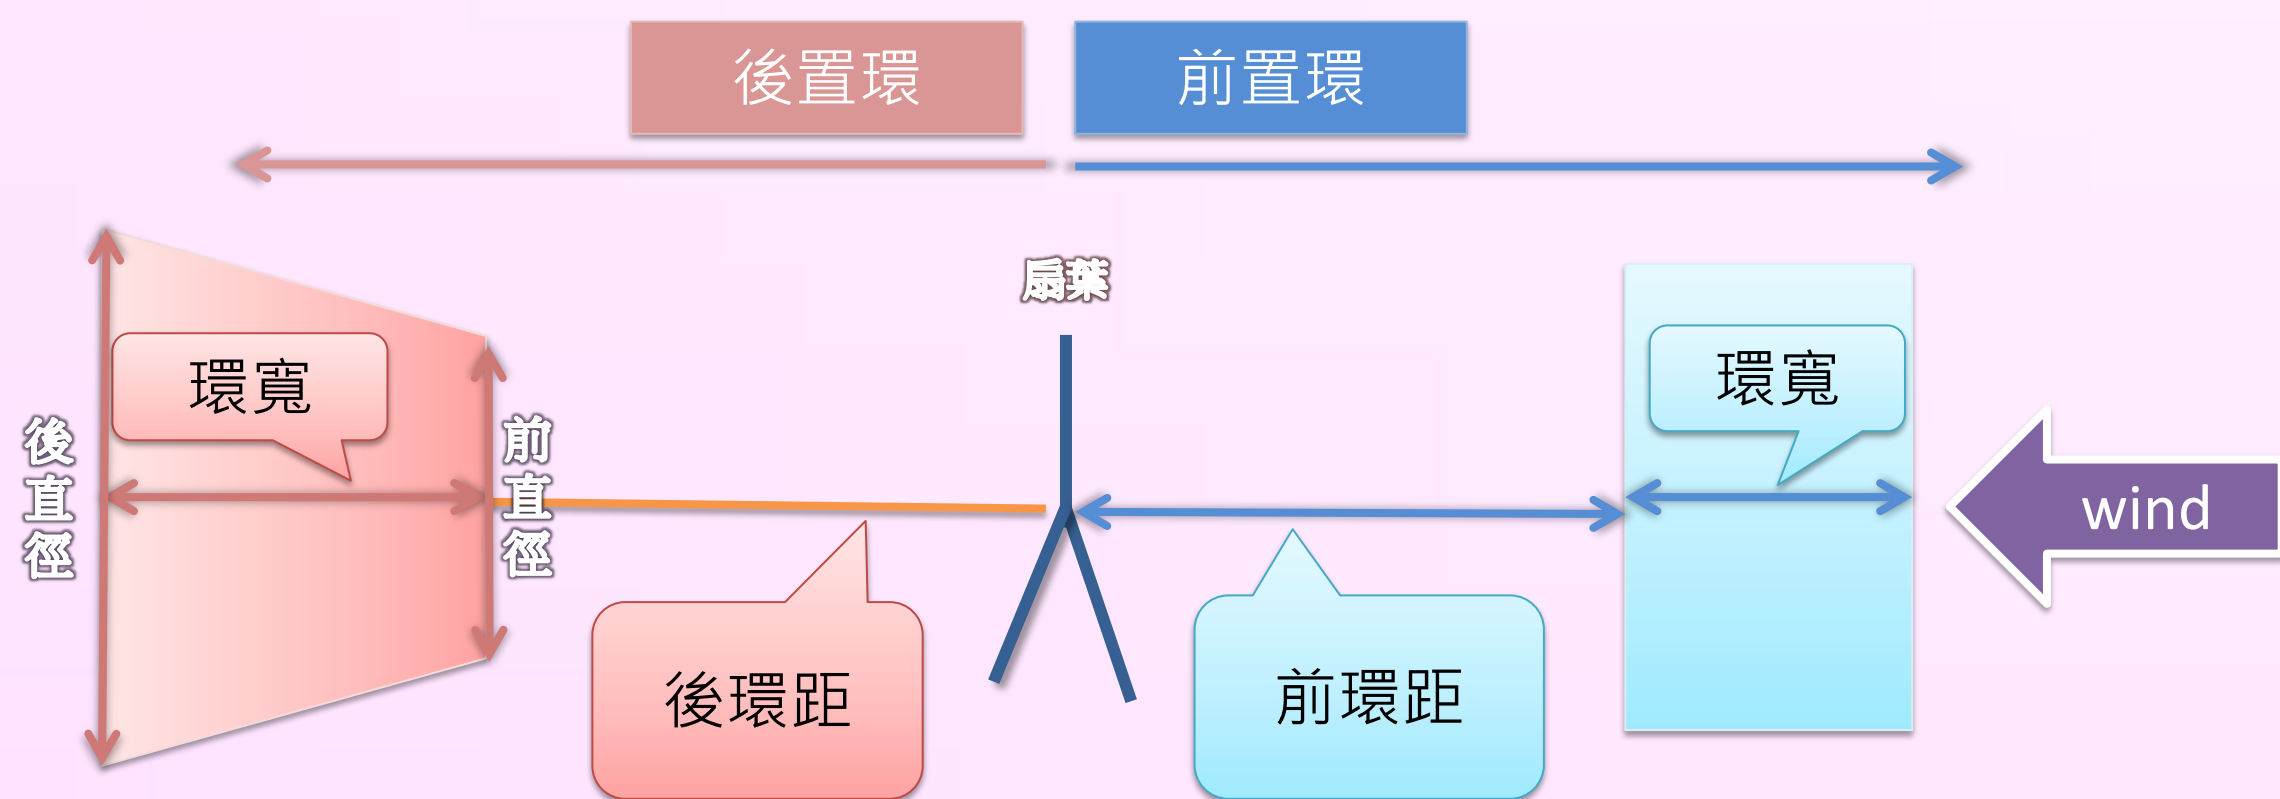 後置環
前置環
扇葉
環寬
環寬
後直徑
前直徑
wind
後環距
前環距